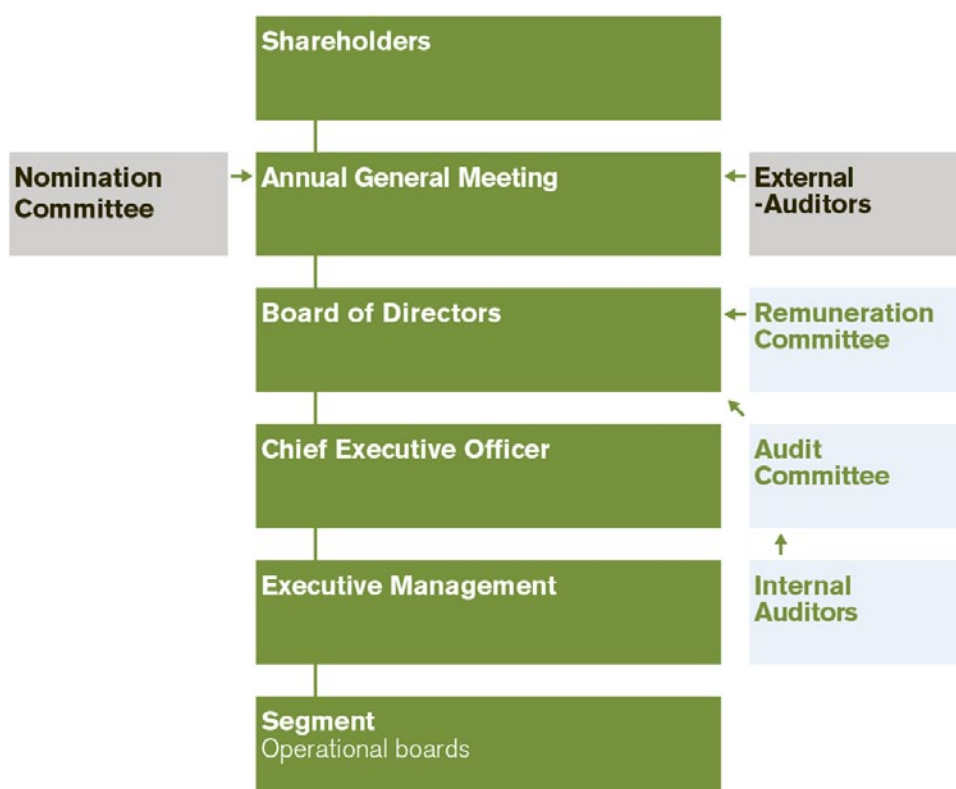 Shareholders
Nomination
Committee
Annual General Meeting
External
-Auditors
Board of Directors
Remuneration
Committee
Chief Executive Officer
Audit
Committee
Executive Management
Internal
Auditors
Segment
Operational boards